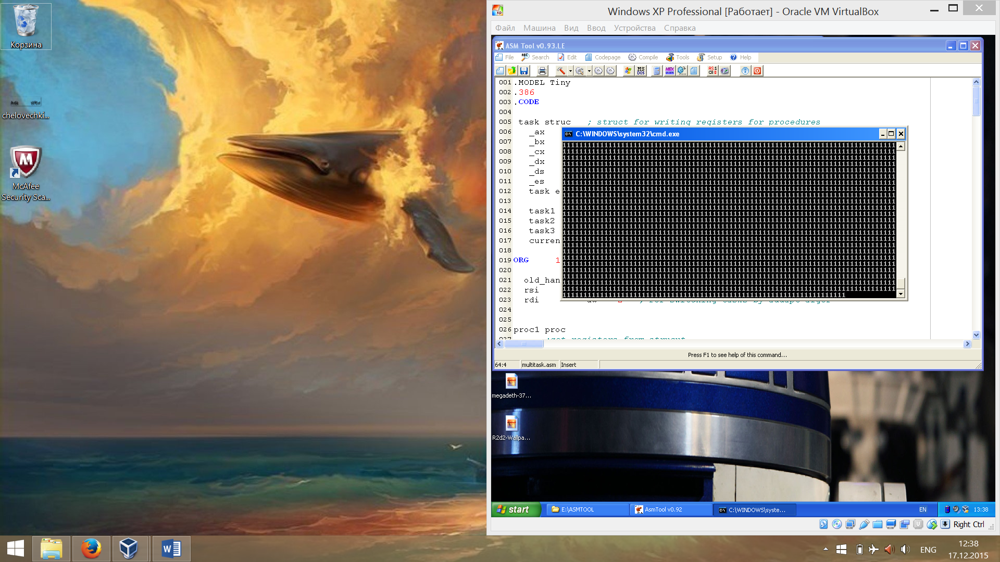 Корзина
chelovechki...
McAfee
Security Sca...
Windows XP Professional [Работает] - Oracle VM VirtualBox
Файл Машина Вид Ввод Устройства Справка
ASM Tool v0.93.LE
File Search Edit Codepage Compile Tools Setup Help
001 .MODEL Tiny
002 .386
003 .CODE
004
005 task struc ; struct for writing registers for procedures
006 _ax
007 _bx
008 _cx
009 _dx
010 _ds
011 _es
012 task e
013
014 task1
015 task2
016 task3
017 curren
018
019 ORG 1
020
021 old_han
022 rsi
023 rdi
024
025
026 proc1 proc
C:\WINDOWS\system32\cmd.exe
Press F1 to see help of this command...
64:4 multitask.asm Insert
megadeth-37...
R2d2-Wallpa...
start E:\ASMTOOL AsmTool v0.92 C:\WINDOWS\syste... EN 13:38
Right Ctrl
ENG 12:38
17.12.2015